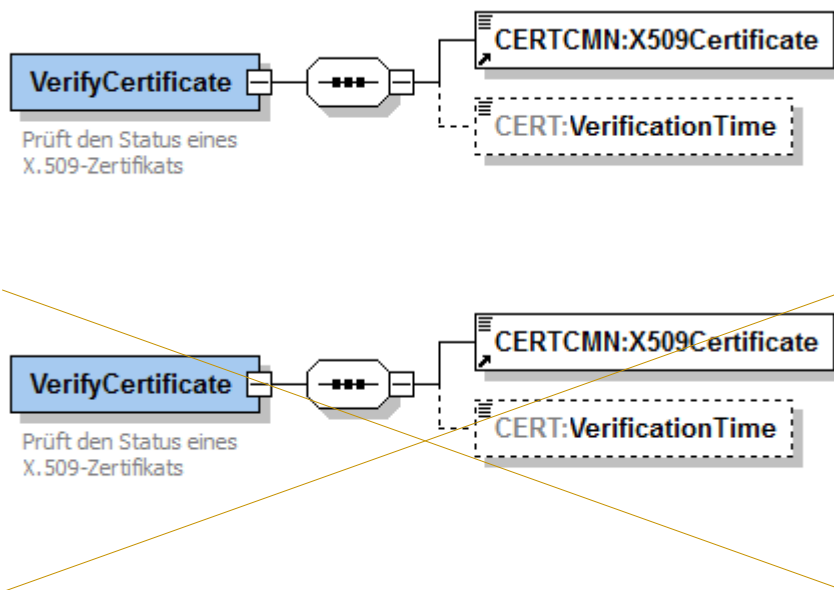 CERTCMN:X509Certificate
VerifyCertificate
CERT:VerificationTime
Prüft den Status eines
X.509-Zertifikats
CERTCMN:X509Certificate
VerifyCertificate
CERT:VerificationTime
Prüft den Status eines
X.509-Zertifikats